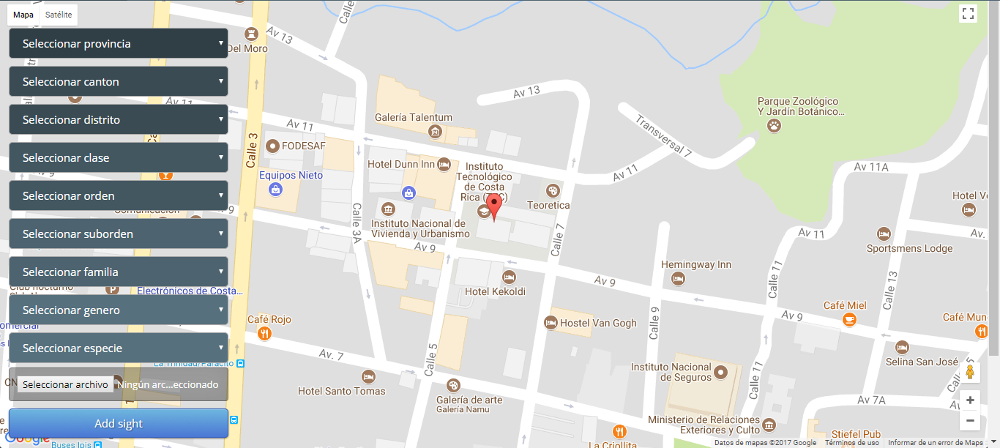 Mapa
Satélite
Seleccionar provincia
Seleccionar canton
Seleccionar distrito
Seleccionar clase
Seleccionar orden
Seleccionar suborden
Seleccionar familia
Seleccionar genero
Seleccionar especie
Seleccionar archivo
Ningún arc...eccionado
Add sight
Calle
Av 13
Del Moro
Av 13
Parque Zoológico
Y Jardín Botánico...
Galería Talentum
Av 11
Av 11
Transversal 7
Calle 3
FODESAF
Hotel Dunn Inn
Instituto
Tecnológico
de Costa
Rica (TEC)
Av 11
Av 11A
Equipos Nieto
Av 9
Teoretica
Hotel Ve
Comunicación
Calle 3A
Instituto Nacional de
Vivienda y Urbanismo
Calle 7
Av 11
Av.
Av 9
Sportsmens Lodge
Hemingway Inn
Calle 11
Calle 13
Av 9
Club nocturno
Electrónicos de Costa...
Hotel Kekoldi
Café Miel
Café Rojo
Hostel Van Gogh
Calle 9
Av 9
Café Mun
Av. 7
Calle 5
La Trinidad/Paracito
Selina San José
Instituto Nacional
de Seguros
Calle 11
Hotel Santo Tomas
Galería de arte
Galería Namu
Av 7A
Ministerio de Relaciones
Exteriores y Culto
Stiefel Pub
Google
Buses Ipis
La Criollita
Datos de mapas ©2017 Google
Términos de uso
Informar de un error de Maps